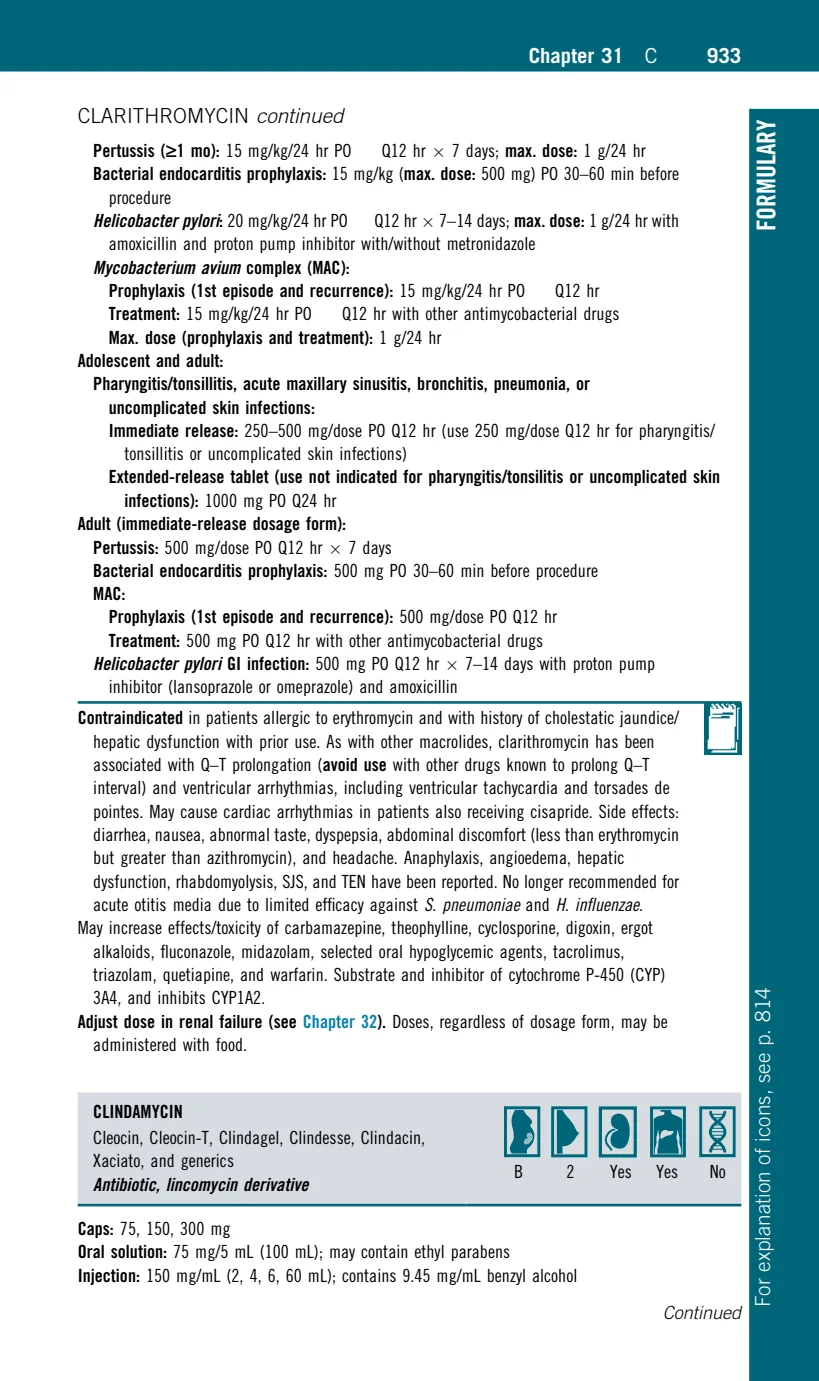 Chapter 31 C 933
CLARITHROMYCIN continued
Pertussis (≥1 mo): 15 mg/kg/24 hr PO Q12 hr × 7 days; max. dose: 1 g/24 hr
Bacterial endocarditis prophylaxis: 15 mg/kg (max. dose: 500 mg) PO 30–60 min before
procedure
Helicobacter pylori: 20 mg/kg/24 hr PO Q12 hr × 7–14 days; max. dose: 1 g/24 hr with
amoxicillin and proton pump inhibitor with/without metronidazole
Mycobacterium avium complex (MAC):
Prophylaxis (1st episode and recurrence): 15 mg/kg/24 hr PO Q12 hr
Treatment: 15 mg/kg/24 hr PO Q12 hr with other antimycobacterial drugs
Max. dose (prophylaxis and treatment): 1 g/24 hr
Adolescent and adult:
Pharyngitis/tonsillitis, acute maxillary sinusitis, bronchitis, pneumonia, or
uncomplicated skin infections:
Immediate release: 250–500 mg/dose PO Q12 hr (use 250 mg/dose Q12 hr for pharyngitis/
tonsillitis or uncomplicated skin infections)
Extended-release tablet (use not indicated for pharyngitis/tonsilitis or uncomplicated skin
infections): 1000 mg PO Q24 hr
Adult (immediate-release dosage form):
Pertussis: 500 mg/dose PO Q12 hr × 7 days
Bacterial endocarditis prophylaxis: 500 mg PO 30–60 min before procedure
MAC:
Prophylaxis (1st episode and recurrence): 500 mg/dose PO Q12 hr
Treatment: 500 mg PO Q12 hr with other antimycobacterial drugs
Helicobacter pylori GI infection: 500 mg PO Q12 hr × 7–14 days with proton pump
inhibitor (lansoprazole or omeprazole) and amoxicillin
Contraindicated in patients allergic to erythromycin and with history of cholestatic jaundice/
hepatic dysfunction with prior use. As with other macrolides, clarithromycin has been
associated with Q–T prolongation (avoid use with other drugs known to prolong Q–T
interval) and ventricular arrhythmias, including ventricular tachycardia and torsades de
pointes. May cause cardiac arrhythmias in patients also receiving cisapride. Side effects:
diarrhea, nausea, abnormal taste, dyspepsia, abdominal discomfort (less than erythromycin
but greater than azithromycin), and headache. Anaphylaxis, angioedema, hepatic
dysfunction, rhabdomyolysis, SJS, and TEN have been reported. No longer recommended for
acute otitis media due to limited efficacy against S. pneumoniae and H. influenzae.
May increase effects/toxicity of carbamazepine, theophylline, cyclosporine, digoxin, ergot
alkaloids, fluconazole, midazolam, selected oral hypoglycemic agents, tacrolimus,
triazolam, quetiapine, and warfarin. Substrate and inhibitor of cytochrome P-450 (CYP)
3A4, and inhibits CYP1A2.
Adjust dose in renal failure (see Chapter 32). Doses, regardless of dosage form, may be
administered with food.
CLINDAMYCIN
Cleocin, Cleocin-T, Clindagel, Clindesse, Clindacin,
Xaciato, and generics
Antibiotic, lincomycin derivative
B 2 Yes Yes No
Caps: 75, 150, 300 mg
Oral solution: 75 mg/5 mL (100 mL); may contain ethyl parabens
Injection: 150 mg/mL (2, 4, 6, 60 mL); contains 9.45 mg/mL benzyl alcohol
Continued
FORMULARY
For explanation of icons, see p. 814